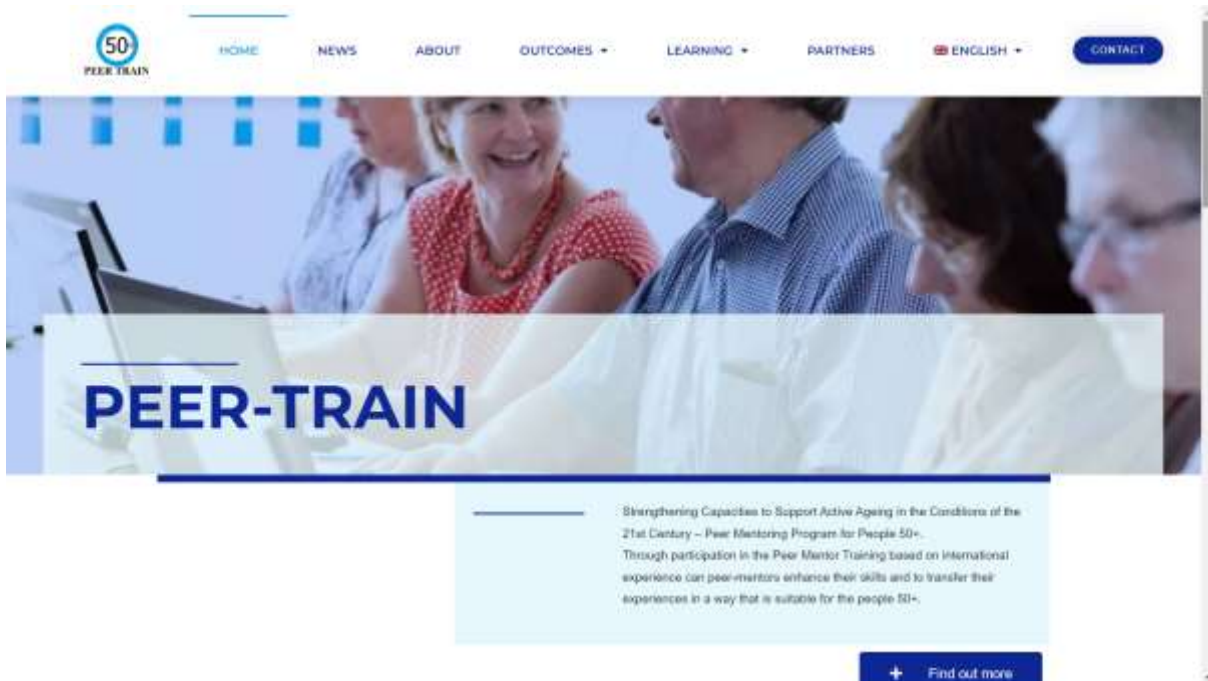 50+
PEER TRAIN
HOME
NEWS
ABOUT
OUTCOMES
LEARNING
PARTNERS
ENGLISH
CONTACT
PEER-TRAIN
Strengthening Capacities to Support Active Ageing in the Conditions of the
21st Century – Peer Mentoring Program for People 50+.
Through participation in the Peer Mentor Training based on international
experience can peer-mentors enhance their skills and to transfer their
experiences in a way that is suitable for the people 50+.
+ Find out more